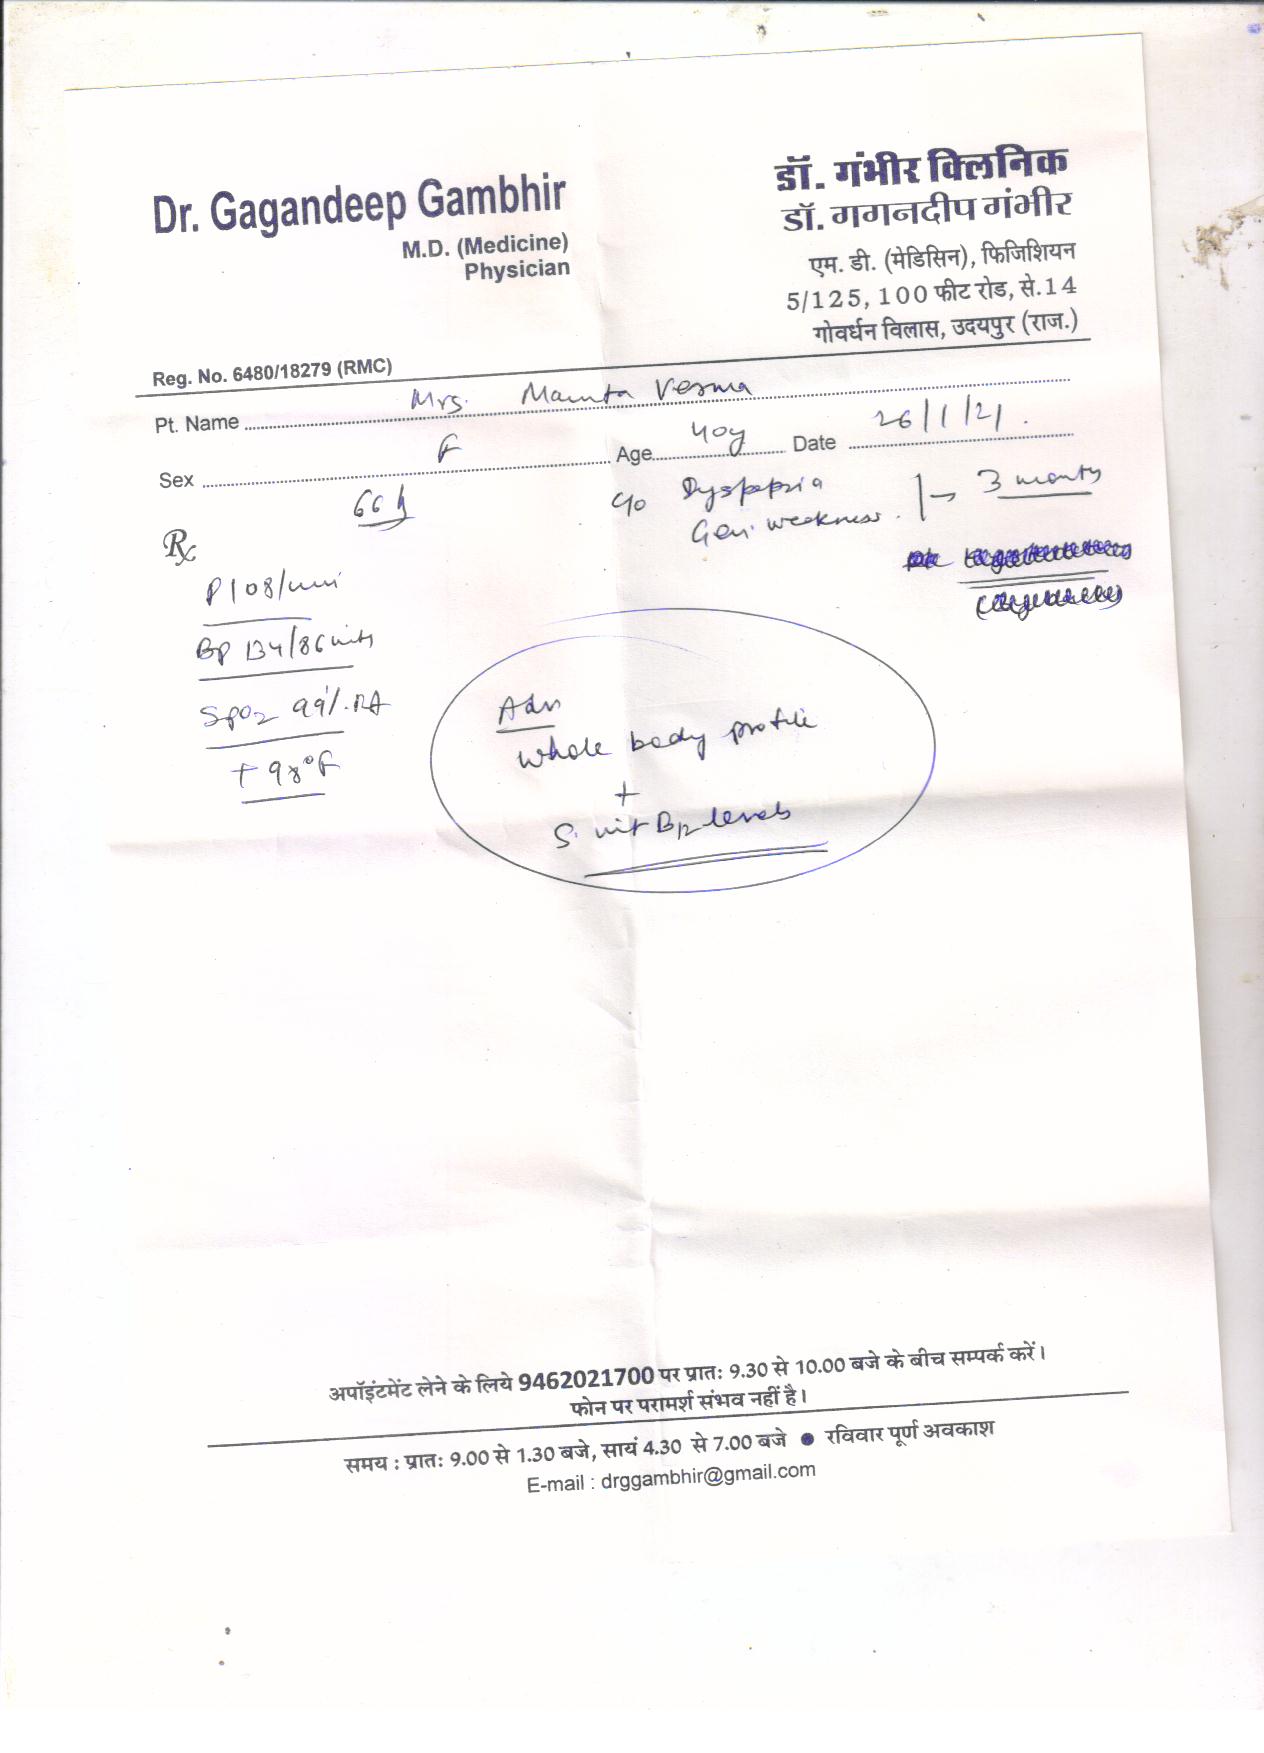 Dr. Gagandeep Gambhir
M.D. (Medicine)
Physician
Reg. No. 6480/18279 (RMC)
डॉ. गंभीर क्लिनिक
डॉ. गगनदीप गंभीर
एम. डी. (मेडिसिन), फिजिशियन
5/125, 100 फीट रोड, से.14
गोवर्धन विलास, उदयपुर (राज.)
Pt. Name Mrs. Mamta Verma
Sex F Age 40y Date 26/1/21.
66
c/o Dyspepsia
Gen. weakness. 3 months
Rx
P 108/min
BP 134/86
SpO2 99%.RA
T 98°F
Adv
Whole body profile
+
S. vit B12 levels
अपॉइंटमेंट लेने के लिये 9462021700 पर प्रातः 9.30 से 10.00 बजे के बीच सम्पर्क करें।
फोन पर परामर्श संभव नहीं है।
समय : प्रातः 9.00 से 1.30 बजे, सायं 4.30 से 7.00 बजे ● रविवार पूर्ण अवकाश
E-mail : drggambhir@gmail.com